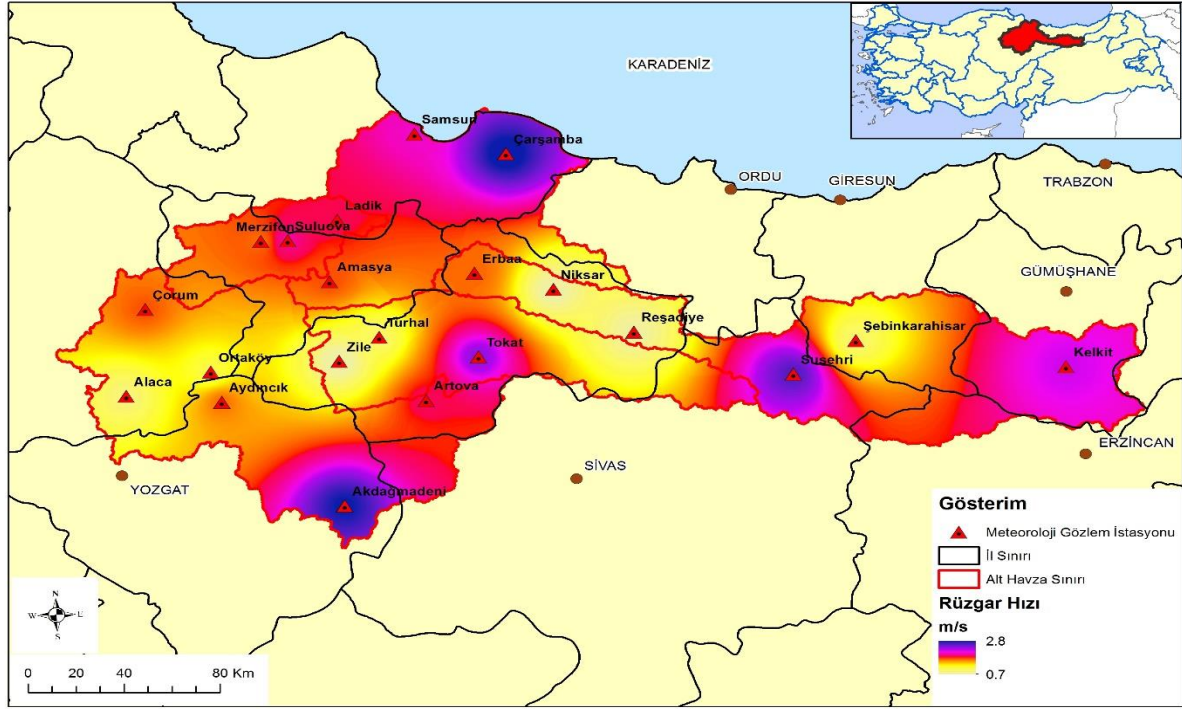 KARADENİZ
Samsun
Çarşamba
ORDU
GİRESUN
TRABZON
Ladik
Merzifon
Suluova
Amasya
Erbaa
Niksar
GÜMÜŞHANE
Çorum
Turhal
Reşadiye
Şebinkarahisar
Zile
Tokat
Suşehri
Kelkit
Ortaköy
Alaca
Aydıncık
Artova
ERZİNCAN
YOZGAT
SİVAS
Akdağmadeni
Gösterim
Meteoroloji Gözlem İstasyonu
İl Sınırı
Alt Havza Sınırı
Rüzgar Hızı
m/s
2.8
0.7
N
W
E
S
0 20 40 80 Km